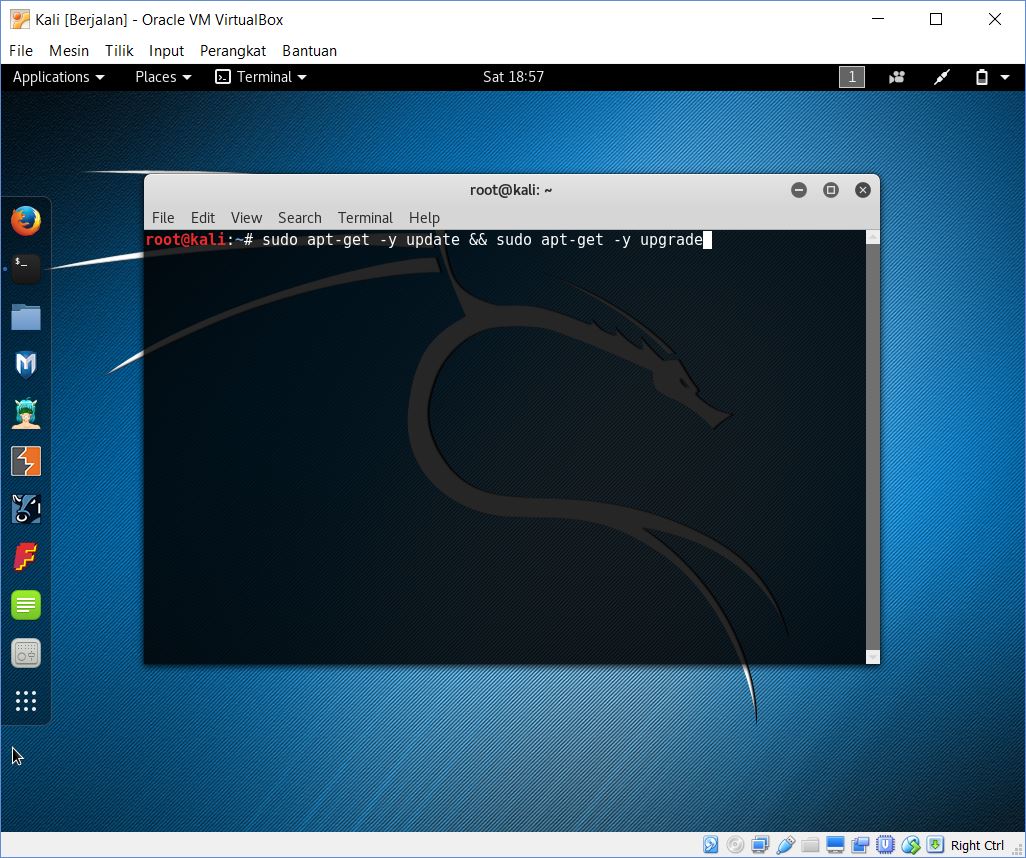 Kali [Berjalan] - Oracle VM VirtualBox
File Mesin Tilik Input Perangkat Bantuan
Applications Places Terminal Sat 18:57 1
root@kali: ~
File Edit View Search Terminal Help
root@kali:~# sudo apt-get -y update && sudo apt-get -y upgrade
Right Ctrl